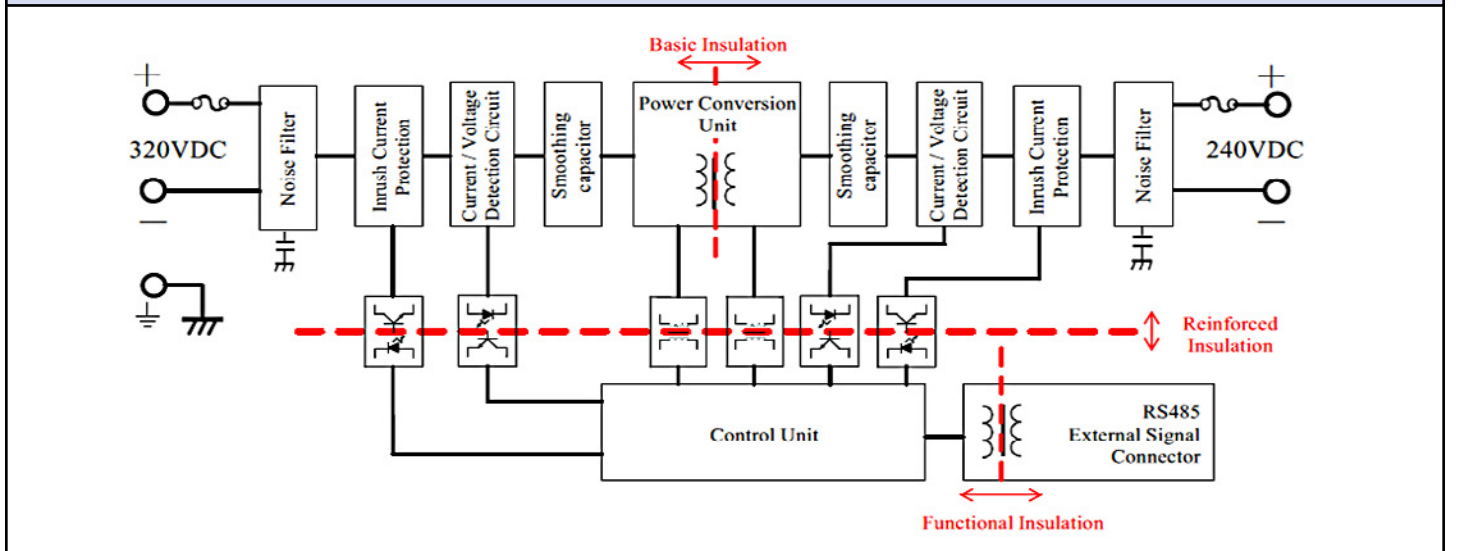 Basic Insulation
+
320VDC
—
Noise Filter
Inrush Current
Protection
Current / Voltage
Detection Circuit
Smoothing
capacitor
Power Conversion
Unit
Smoothing
capacitor
Current / Voltage
Detection Circuit
Inrush Current
Protection
Noise Filter
+
240VDC
—
Reinforced
Insulation
Control Unit
RS485
External Signal
Connector
Functional Insulation